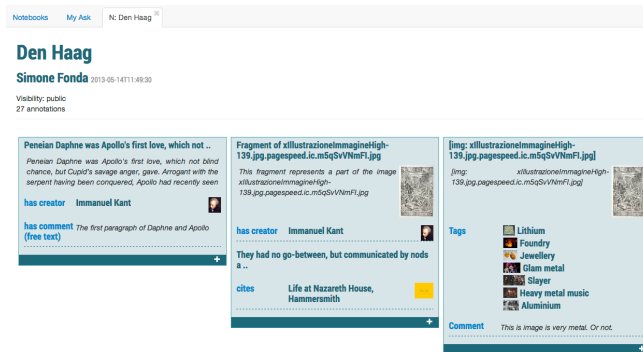 Notebooks My Ask N: Den Haag
Den Haag
Simone Fonda 2013-05-14T11:49:30
Visibility: public
27 annotations
Peneian Daphne was Apollo's first love, which not ..
Peneian Daphne was Apollo's first love, which not blind
chance, but Cupid's savage anger, gave. Arrogant with the
serpent having been conquered, Apollo had recently seen
has creator Immanuel Kant
has comment The first paragraph of Daphne and Apollo
(free text)
+
Fragment of xIllustrazioneImmagineHigh-
139.jpg.pagespeed.ic.m5qSvVNmFI.jpg
This fragment represents a part of the image
xIllustrazioneImmagineHigh-
139.jpg.pagespeed.ic.m5qSvVNmFI.jpg
has creator Immanuel Kant
They had no go-between, but communicated by nods
a ..
cites Life at Nazareth House,
Hammersmith
+
[img: xIllustrazioneImmagineHigh-
139.jpg.pagespeed.ic.m5qSvVNmFI.jpg]
[img: xIllustrazioneImmagineHigh-
139.jpg.pagespeed.ic.m5qSvVNmFI.jpg]
Tags Lithium
Foundry
Jewellery
Glam metal
Slayer
Heavy metal music
Aluminium
Comment This is image is very metal. Or not.
+